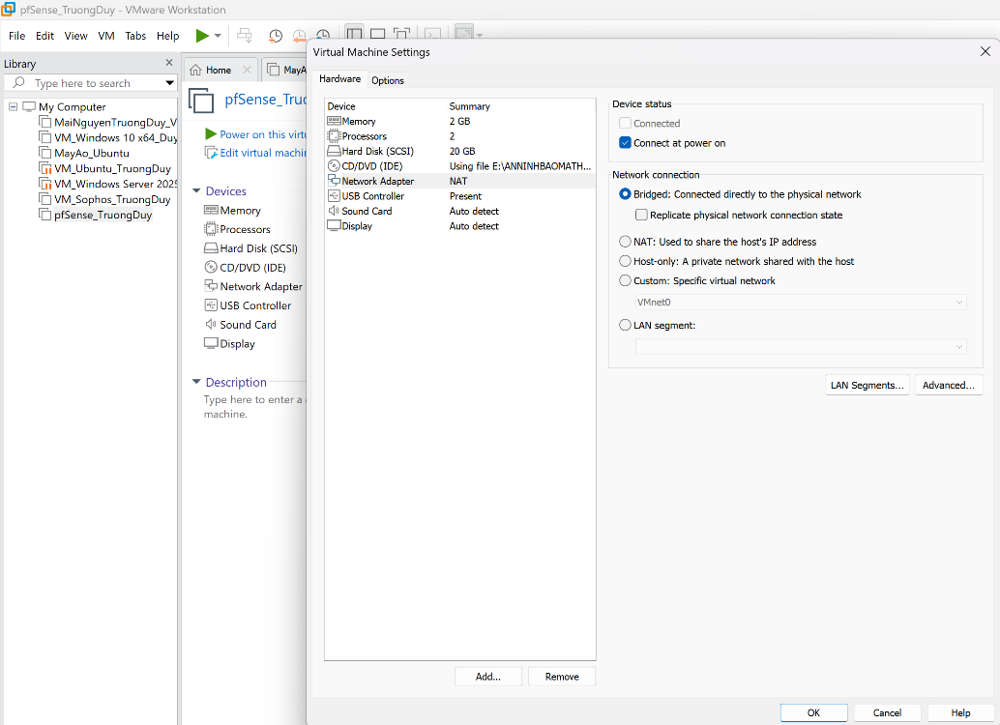 pfSense_TruongDuy - VMware Workstation
File Edit View VM Tabs Help
Library
Type here to search
My Computer
MaiNguyenTruongDuy_V
VM_Windows 10 x64_Duy
MayAo_Ubuntu
VM_Ubuntu_TruongDuy
VM_Windows Server 2025
VM_Sophos_TruongDuy
pfSense_TruongDuy
Home
MayA
pfSense_Truo
Power on this virtu
Edit virtual machin
Devices
Memory
Processors
Hard Disk (SCSI)
CD/DVD (IDE)
Network Adapter
USB Controller
Sound Card
Display
Description
Type here to enter a
machine.
Virtual Machine Settings
Hardware Options
Device Summary
Memory 2 GB
Processors 2
Hard Disk (SCSI) 20 GB
CD/DVD (IDE) Using file E:\ANNINHBAOMATH...
Network Adapter NAT
USB Controller Present
Sound Card Auto detect
Display Auto detect
Add... Remove
Device status
Connected
Connect at power on
Network connection
Bridged: Connected directly to the physical network
Replicate physical network connection state
NAT: Used to share the host's IP address
Host-only: A private network shared with the host
Custom: Specific virtual network
VMnet0
LAN segment:
LAN Segments... Advanced...
OK Cancel Help